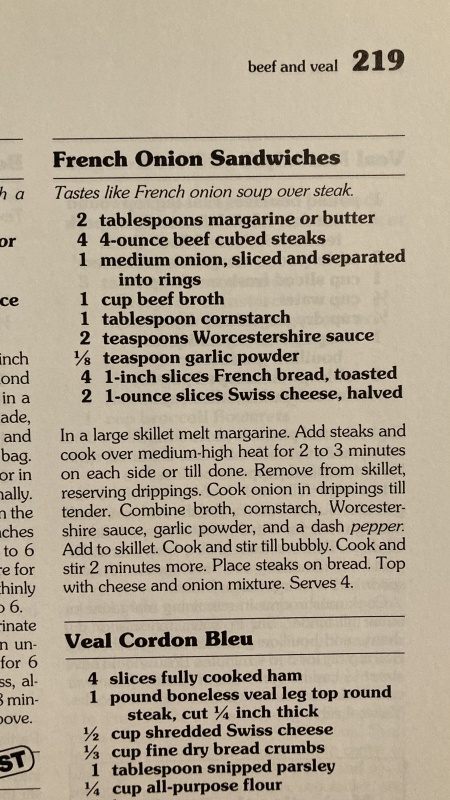 beef and veal 219
h a
or
ce
inch
ond
in a
ade,
and
bag.
or in
nally.
n the
ches
to 6
re for
thinly
o 6.
rinate
n un-
for 6
ss, al-
8 min-
bove.
ST
French Onion Sandwiches
Tastes like French onion soup over steak.
2 tablespoons margarine or butter
4 4-ounce beef cubed steaks
1 medium onion, sliced and separated
into rings
1 cup beef broth
1 tablespoon cornstarch
2 teaspoons Worcestershire sauce
⅛ teaspoon garlic powder
4 1-inch slices French bread, toasted
2 1-ounce slices Swiss cheese, halved
In a large skillet melt margarine. Add steaks and
cook over medium-high heat for 2 to 3 minutes
on each side or till done. Remove from skillet,
reserving drippings. Cook onion in drippings till
tender. Combine broth, cornstarch, Worcester-
shire sauce, garlic powder, and a dash pepper.
Add to skillet. Cook and stir till bubbly. Cook and
stir 2 minutes more. Place steaks on bread. Top
with cheese and onion mixture. Serves 4.
Veal Cordon Bleu
4 slices fully cooked ham
1 pound boneless veal leg top round
steak, cut ¼ inch thick
½ cup shredded Swiss cheese
⅓ cup fine dry bread crumbs
1 tablespoon snipped parsley
¼ cup all-purpose flour